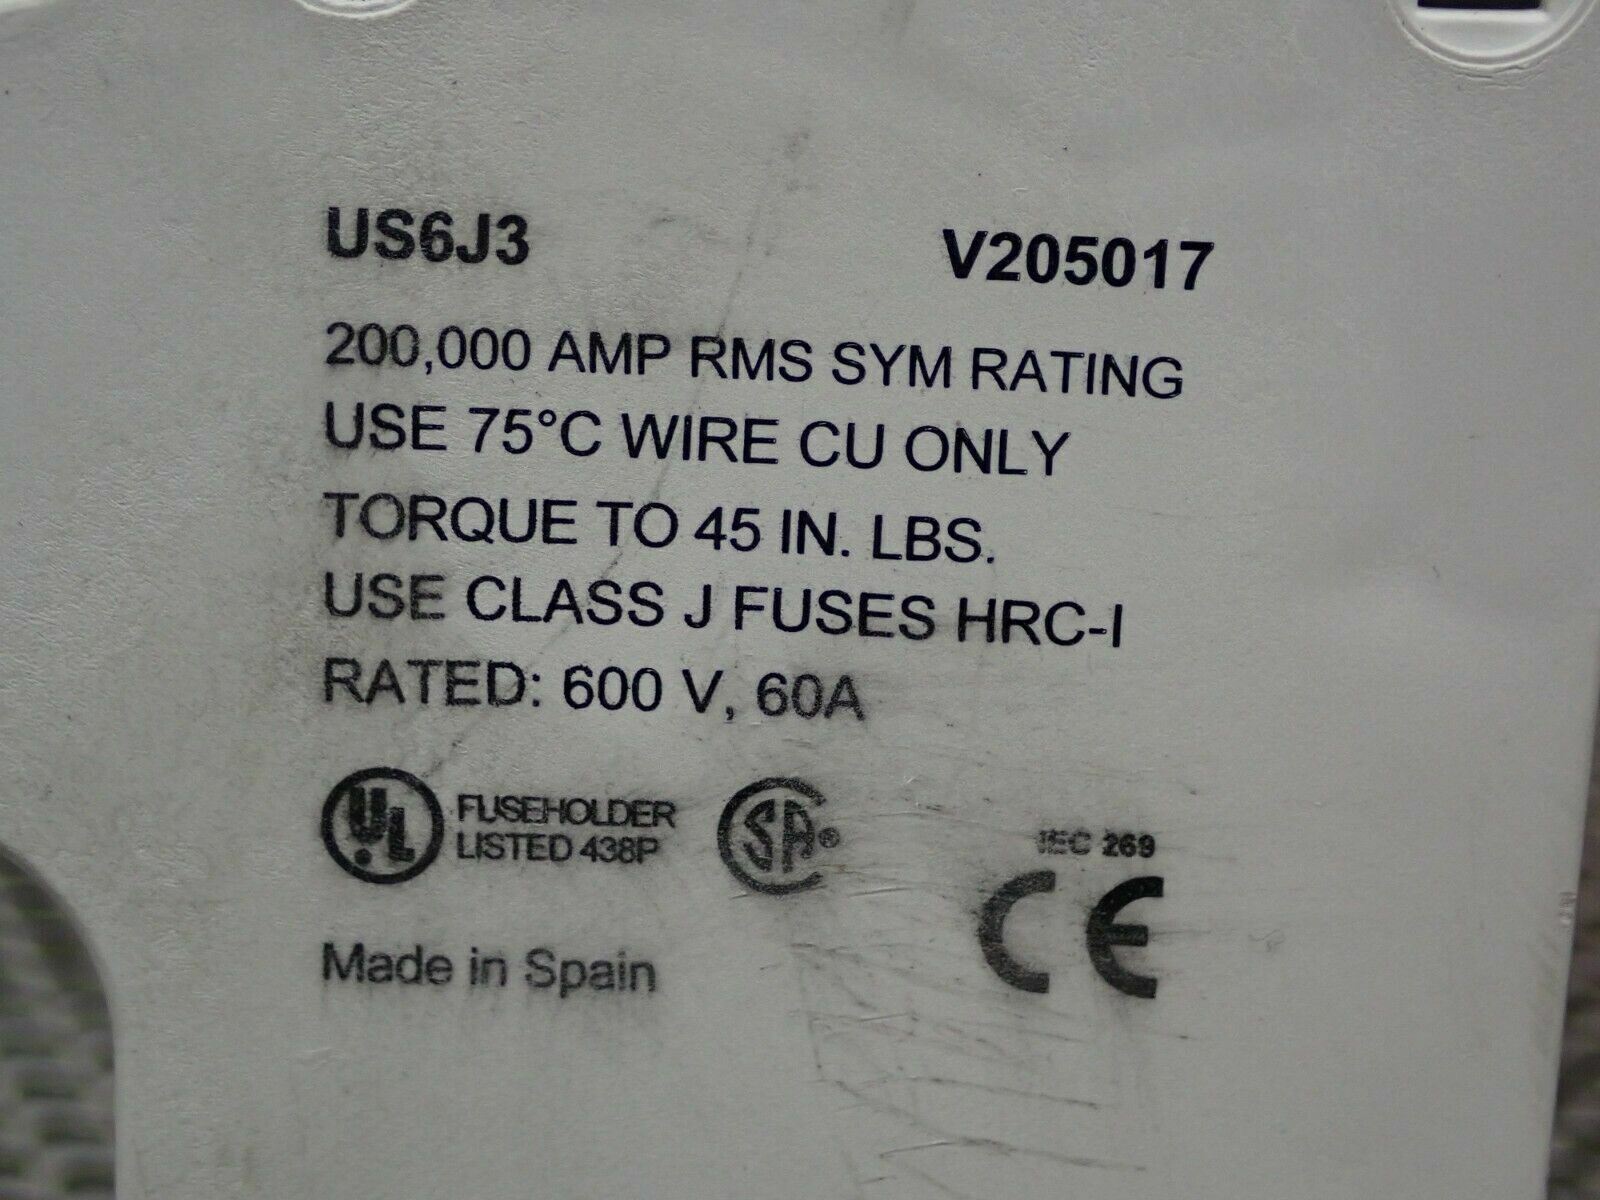 US6J3 V205017
200,000 AMP RMS SYM RATING
USE 75°C WIRE CU ONLY
TORQUE TO 45 IN. LBS.
USE CLASS J FUSES HRC-I
RATED: 600 V, 60A
UL FUSEHOLDER
LISTED 438P
SA®
IEC 269
CE
Made in Spain